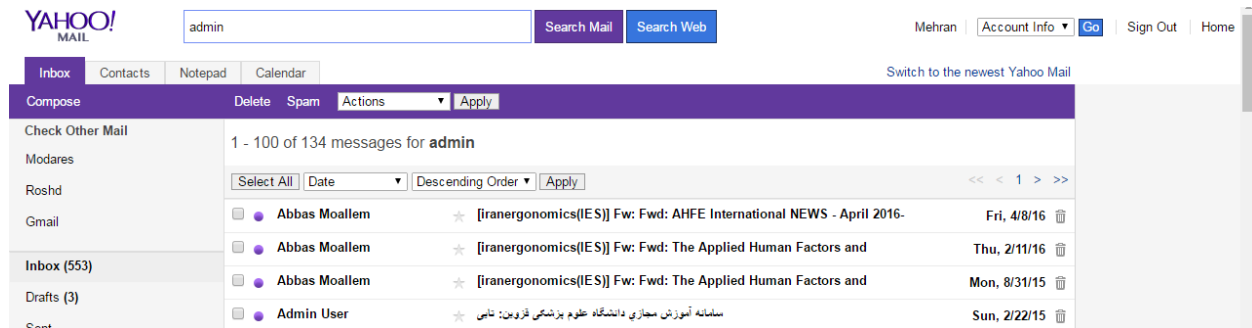 YAHOO!
MAIL
admin
Search Mail
Search Web
Mehran
Account Info
Go
Sign Out
Home
Inbox
Contacts
Notepad
Calendar
Switch to the newest Yahoo Mail
Compose
Delete
Spam
Actions
Apply
Check Other Mail
Modares
Roshd
Gmail
Inbox (553)
Drafts (3)
Sent
1 - 100 of 134 messages for admin
Select All
Date
Descending Order
Apply
<< < 1 > >>
Abbas Moallem [iranergonomics(IES)] Fw: Fwd: AHFE International NEWS - April 2016- Fri, 4/8/16
Abbas Moallem [iranergonomics(IES)] Fw: Fwd: The Applied Human Factors and Thu, 2/11/16
Abbas Moallem [iranergonomics(IES)] Fw: Fwd: The Applied Human Factors and Mon, 8/31/15
Admin User سامانه آموزش مجازي دانشگاه علوم پزشكي قزوين: تایی Sun, 2/22/15